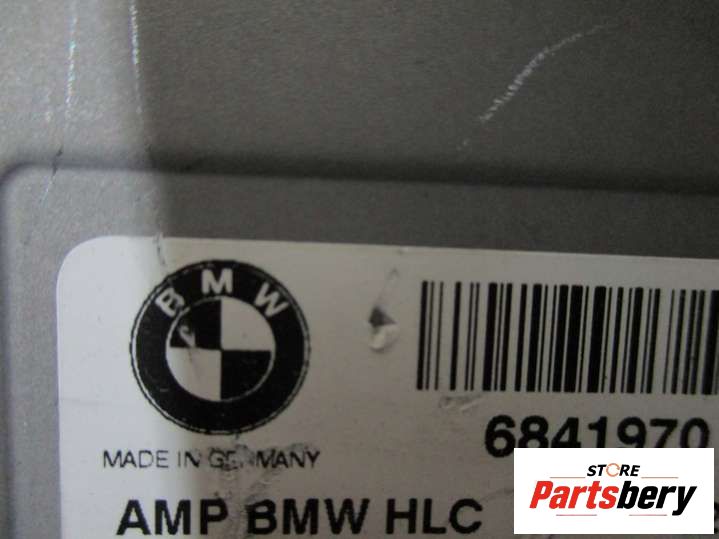 BMW
6841970
MADE IN GERMANY
AMP BMW HLC
STORE
Partsbery